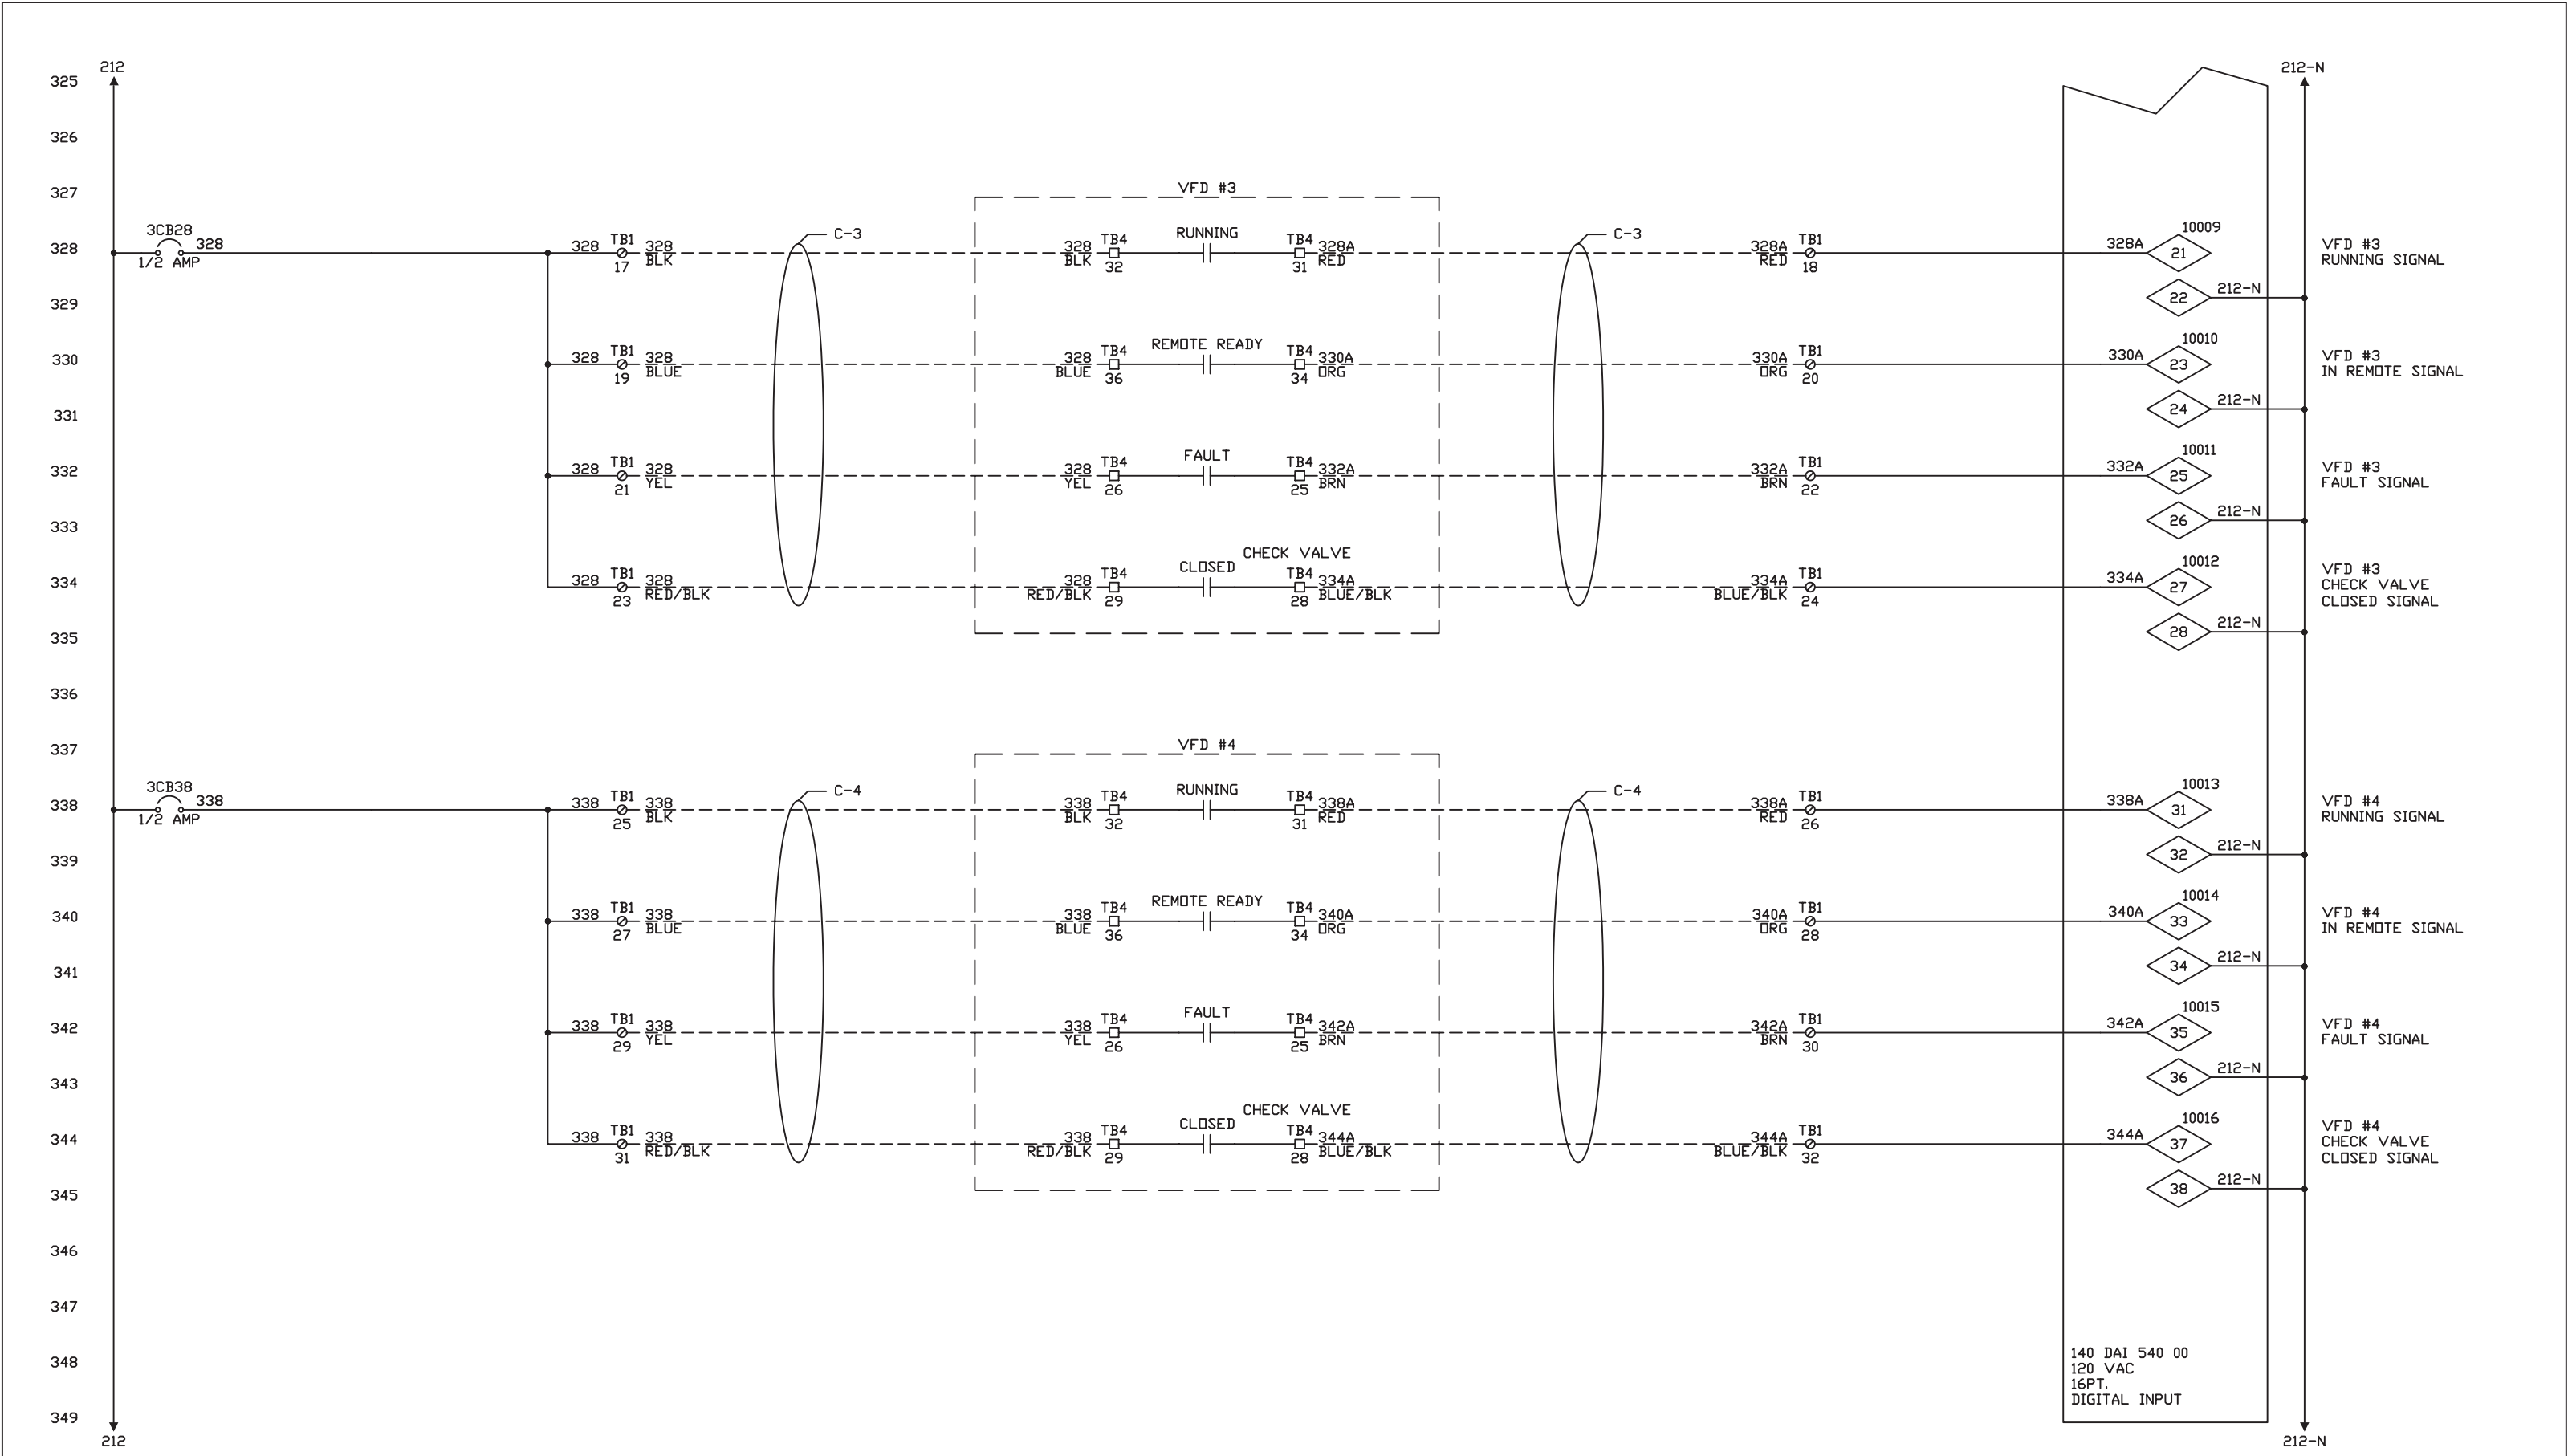 212
212-N
325
326
327
VFD #3
3CB28
328
1/2 AMP
328
328 TB1 328
17 BLK
C-3
328 TB4
BLK 32
RUNNING
TB4 328A
31 RED
C-3
328A TB1
RED 18
328A
10009
21
VFD #3
RUNNING SIGNAL
329
22
212-N
330
328 TB1 328
19 BLUE
328 TB4
BLUE 36
REMOTE READY
TB4 330A
34 ORG
330A TB1
ORG 20
330A
10010
23
VFD #3
IN REMOTE SIGNAL
331
24
212-N
332
328 TB1 328
21 YEL
328 TB4
YEL 26
FAULT
TB4 332A
25 BRN
332A TB1
BRN 22
332A
10011
25
VFD #3
FAULT SIGNAL
333
26
212-N
334
328 TB1 328
23 RED/BLK
328 TB4
RED/BLK 29
CHECK VALVE
CLOSED
TB4 334A
28 BLUE/BLK
334A TB1
BLUE/BLK 24
334A
10012
27
VFD #3
CHECK VALVE
CLOSED SIGNAL
335
28
212-N
336
337
VFD #4
3CB38
338
1/2 AMP
338
338 TB1 338
25 BLK
C-4
338 TB4
BLK 32
RUNNING
TB4 338A
31 RED
C-4
338A TB1
RED 26
338A
10013
31
VFD #4
RUNNING SIGNAL
339
32
212-N
340
338 TB1 338
27 BLUE
338 TB4
BLUE 36
REMOTE READY
TB4 340A
34 ORG
340A TB1
ORG 28
340A
10014
33
VFD #4
IN REMOTE SIGNAL
341
34
212-N
342
338 TB1 338
29 YEL
338 TB4
YEL 26
FAULT
TB4 342A
25 BRN
342A TB1
BRN 30
342A
10015
35
VFD #4
FAULT SIGNAL
343
36
212-N
344
338 TB1 338
31 RED/BLK
338 TB4
RED/BLK 29
CHECK VALVE
CLOSED
TB4 344A
28 BLUE/BLK
344A TB1
BLUE/BLK 32
344A
10016
37
VFD #4
CHECK VALVE
CLOSED SIGNAL
345
38
212-N
346
347
348
349
140 DAI 540 00
120 VAC
16PT.
DIGITAL INPUT
212
212-N